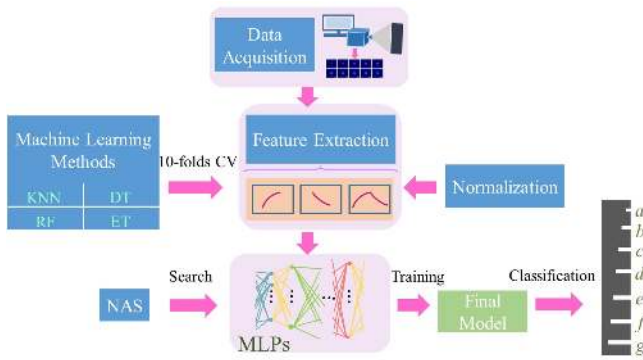 Data
Acquisition
Machine Learning
Methods
KNN
DT
RF
ET
10-folds CV
Feature Extraction
Normalization
NAS
Search
MLPs
Training
Final
Model
Classification
a
b
c
d
e
f
g